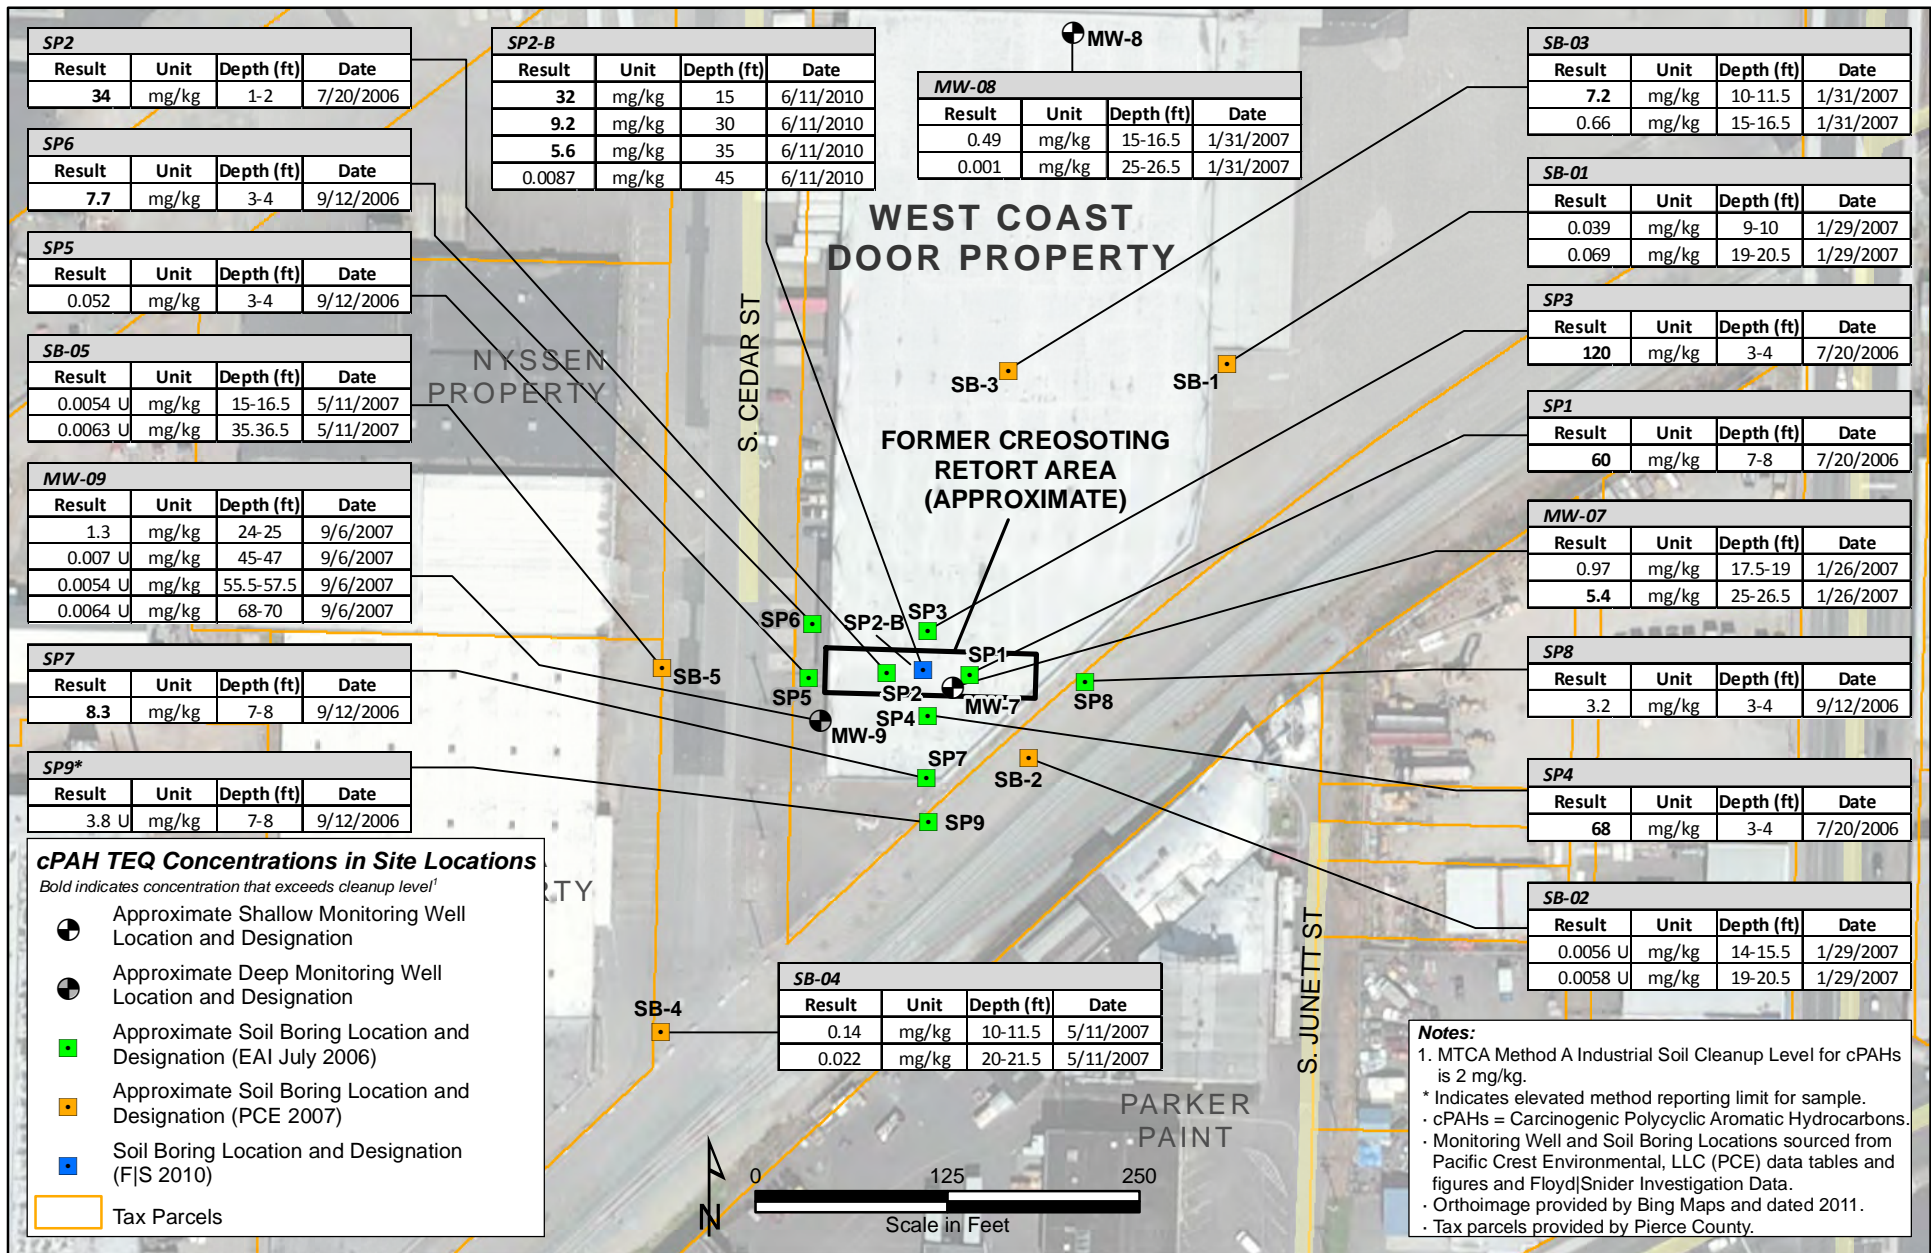 SP2
Result Unit Depth (ft) Date
34 mg/kg 1-2 7/20/2006
SP6
Result Unit Depth (ft) Date
7.7 mg/kg 3-4 9/12/2006
SP5
Result Unit Depth (ft) Date
0.052 mg/kg 3-4 9/12/2006
SB-05
Result Unit Depth (ft) Date
0.0054 U mg/kg 15-16.5 5/11/2007
0.0063 U mg/kg 35.36.5 5/11/2007
MW-09
Result Unit Depth (ft) Date
1.3 mg/kg 24-25 9/6/2007
0.007 U mg/kg 45-47 9/6/2007
0.0054 U mg/kg 55.5-57.5 9/6/2007
0.0064 U mg/kg 68-70 9/6/2007
SP7
Result Unit Depth (ft) Date
8.3 mg/kg 7-8 9/12/2006
SP9*
Result Unit Depth (ft) Date
3.8 U mg/kg 7-8 9/12/2006
SP2-B
Result Unit Depth (ft) Date
32 mg/kg 15 6/11/2010
9.2 mg/kg 30 6/11/2010
5.6 mg/kg 35 6/11/2010
0.0087 mg/kg 45 6/11/2010
MW-8
MW-08
Result Unit Depth (ft) Date
0.49 mg/kg 15-16.5 1/31/2007
0.001 mg/kg 25-26.5 1/31/2007
WEST COAST
DOOR PROPERTY
NYSSEN
PROPERTY
S. CEDAR ST
SB-3
SB-1
FORMER CREOSOTING
RETORT AREA
(APPROXIMATE)
SP6
SP2-B
SP3
SP1
SB-5
SP5
SP2
MW-7
SP8
SP4
MW-9
SP7
SB-2
SP9
SB-4
S. JUNETT ST
PARKER
PAINT
SB-03
Result Unit Depth (ft) Date
7.2 mg/kg 10-11.5 1/31/2007
0.66 mg/kg 15-16.5 1/31/2007
SB-01
Result Unit Depth (ft) Date
0.039 mg/kg 9-10 1/29/2007
0.069 mg/kg 19-20.5 1/29/2007
SP3
Result Unit Depth (ft) Date
120 mg/kg 3-4 7/20/2006
SP1
Result Unit Depth (ft) Date
60 mg/kg 7-8 7/20/2006
MW-07
Result Unit Depth (ft) Date
0.97 mg/kg 17.5-19 1/26/2007
5.4 mg/kg 25-26.5 1/26/2007
SP8
Result Unit Depth (ft) Date
3.2 mg/kg 3-4 9/12/2006
SP4
Result Unit Depth (ft) Date
68 mg/kg 3-4 7/20/2006
SB-02
Result Unit Depth (ft) Date
0.0056 U mg/kg 14-15.5 1/29/2007
0.0058 U mg/kg 19-20.5 1/29/2007
SB-04
Result Unit Depth (ft) Date
0.14 mg/kg 10-11.5 5/11/2007
0.022 mg/kg 20-21.5 5/11/2007
cPAH TEQ Concentrations in Site Locations
Bold indicates concentration that exceeds cleanup level1
Approximate Shallow Monitoring Well
Location and Designation
Approximate Deep Monitoring Well
Location and Designation
Approximate Soil Boring Location and
Designation (EAI July 2006)
Approximate Soil Boring Location and
Designation (PCE 2007)
Soil Boring Location and Designation
(F|S 2010)
Tax Parcels
RTY
0 125 250
Scale in Feet
N
Notes:
1. MTCA Method A Industrial Soil Cleanup Level for cPAHs
is 2 mg/kg.
* Indicates elevated method reporting limit for sample.
· cPAHs = Carcinogenic Polycyclic Aromatic Hydrocarbons.
· Monitoring Well and Soil Boring Locations sourced from
Pacific Crest Environmental, LLC (PCE) data tables and
figures and Floyd|Snider Investigation Data.
· Orthoimage provided by Bing Maps and dated 2011.
· Tax parcels provided by Pierce County.